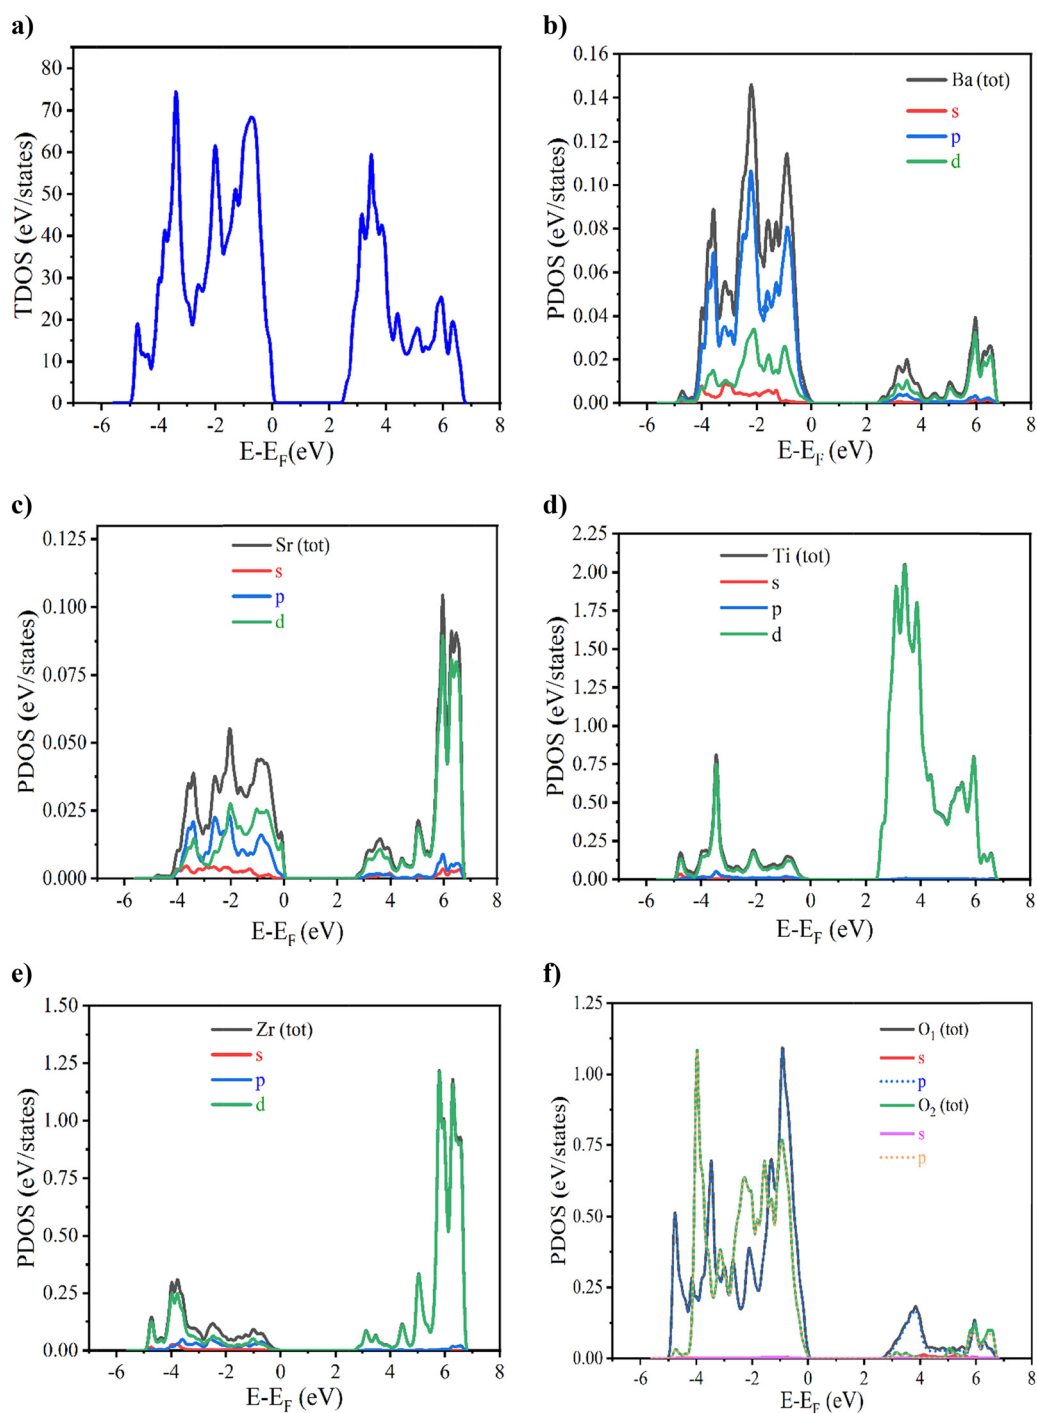 a)
80
70
60
50
40
30
20
10
0
TDOS (eV/states)
-6 -4 -2 0 2 4 6 8
E-E_F(eV)
b)
0.16
0.14
0.12
0.10
0.08
0.06
0.04
0.02
0.00
PDOS (eV/states)
Ba (tot)
s
p
d
-6 -4 -2 0 2 4 6 8
E-E_F (eV)
c)
0.125
0.100
0.075
0.050
0.025
0.000
PDOS (eV/states)
Sr (tot)
s
p
d
-6 -4 -2 0 2 4 6 8
E-E_F (eV)
d)
2.25
2.00
1.75
1.50
1.25
1.00
0.75
0.50
0.25
0.00
PDOS (eV/states)
Ti (tot)
s
p
d
-6 -4 -2 0 2 4 6 8
E-E_F (eV)
e)
1.50
1.25
1.00
0.75
0.50
0.25
0.00
PDOS (eV/states)
Zr (tot)
s
p
d
-6 -4 -2 0 2 4 6 8
E-E_F (eV)
f)
1.25
1.00
0.75
0.50
0.25
0.00
PDOS (eV/states)
O_1 (tot)
s
p
O_2 (tot)
s
p
-6 -4 -2 0 2 4 6 8
E-E_F (eV)